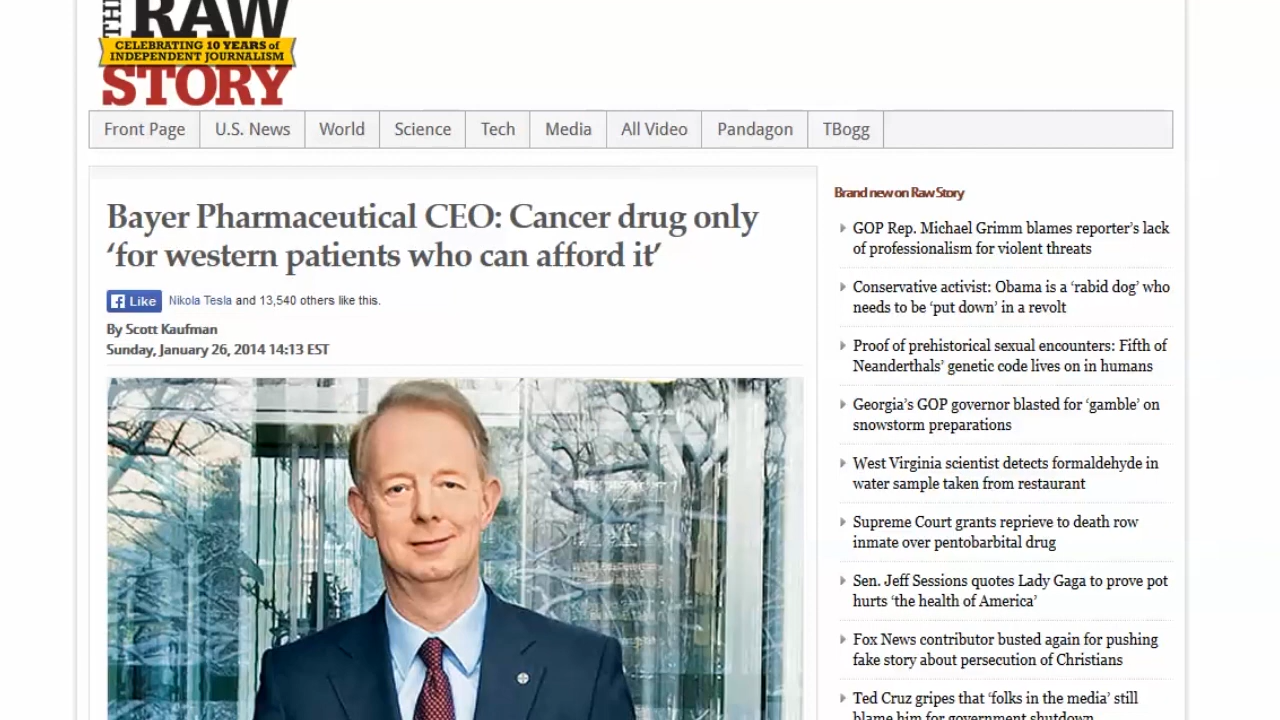 THE
RAW
CELEBRATING 10 YEARS of
INDEPENDENT JOURNALISM
STORY
Front Page
U.S. News
World
Science
Tech
Media
All Video
Pandagon
TBogg
Bayer Pharmaceutical CEO: Cancer drug only
‘for western patients who can afford it’
Like
Nikola Tesla and 13,540 others like this.
By Scott Kaufman
Sunday, January 26, 2014 14:13 EST
Brand new on Raw Story
GOP Rep. Michael Grimm blames reporter’s lack
of professionalism for violent threats
Conservative activist: Obama is a ‘rabid dog’ who
needs to be ‘put down’ in a revolt
Proof of prehistorical sexual encounters: Fifth of
Neanderthals’ genetic code lives on in humans
Georgia’s GOP governor blasted for ‘gamble’ on
snowstorm preparations
West Virginia scientist detects formaldehyde in
water sample taken from restaurant
Supreme Court grants reprieve to death row
inmate over pentobarbital drug
Sen. Jeff Sessions quotes Lady Gaga to prove pot
hurts ‘the health of America’
Fox News contributor busted again for pushing
fake story about persecution of Christians
Ted Cruz gripes that ‘folks in the media’ still
blame him for government shutdown